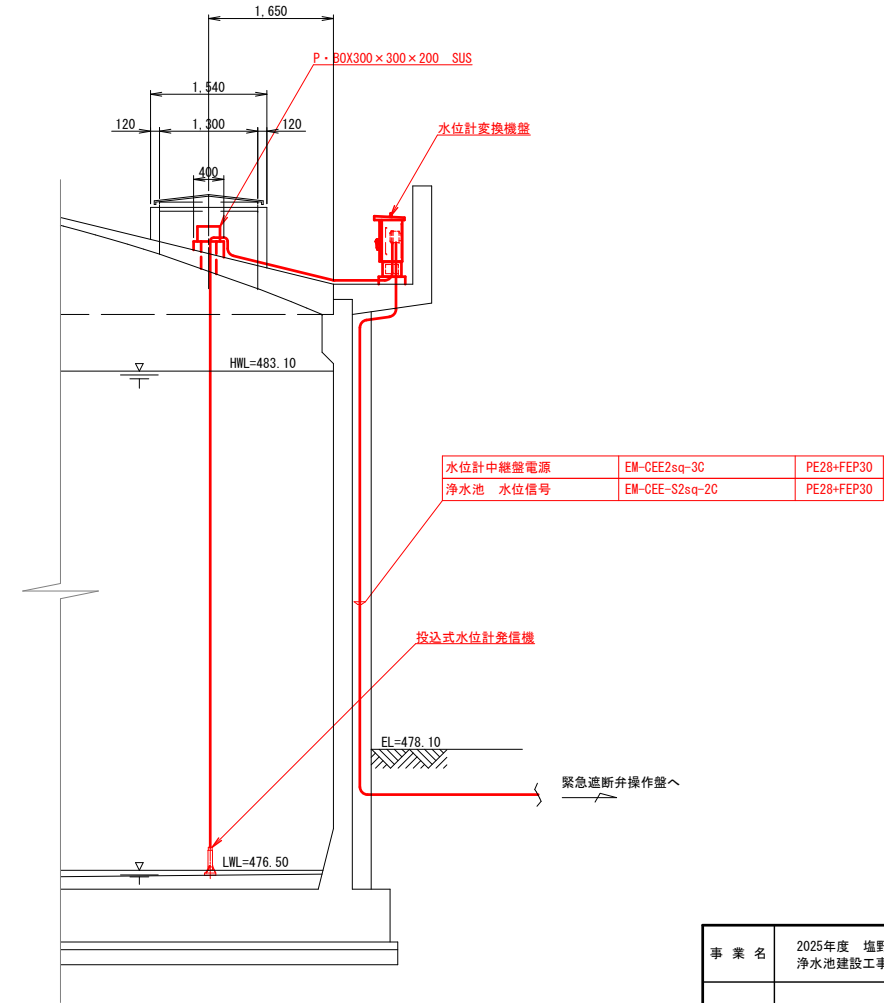 1,650
P・BOX300×300×200 SUS
1,540
水位計変換機盤
120
1,300
120
400
HWL=483.10
水位計中継盤電源 EM-CEE2sq-3C PE28+FEP30
浄水池 水位信号 EM-CEE-S2sq-2C PE28+FEP30
投込式水位計発信機
EL=478.10
緊急遮断弁操作盤へ
LWL=476.50
事 業 名
2025年度 塩野
浄水池建設工事